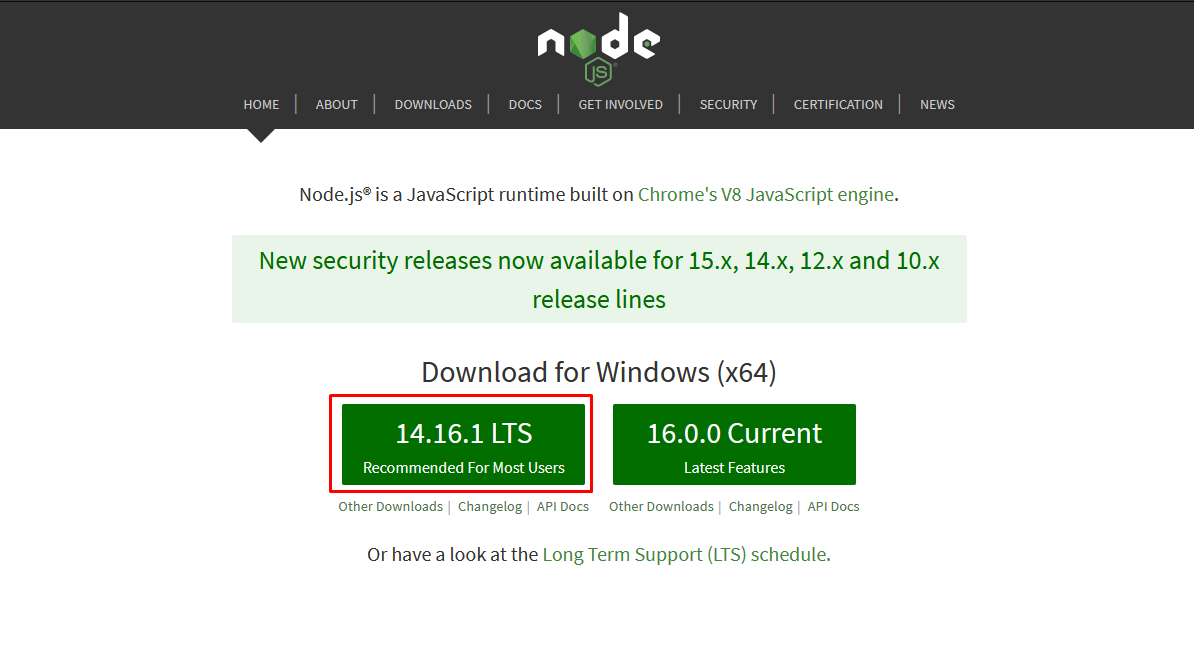 node
JS
HOME | ABOUT | DOWNLOADS | DOCS | GET INVOLVED | SECURITY | CERTIFICATION | NEWS
Node.js® is a JavaScript runtime built on Chrome's V8 JavaScript engine.
New security releases now available for 15.x, 14.x, 12.x and 10.x
release lines
Download for Windows (x64)
14.16.1 LTS
Recommended For Most Users
16.0.0 Current
Latest Features
Other Downloads | Changelog | API Docs
Other Downloads | Changelog | API Docs
Or have a look at the Long Term Support (LTS) schedule.